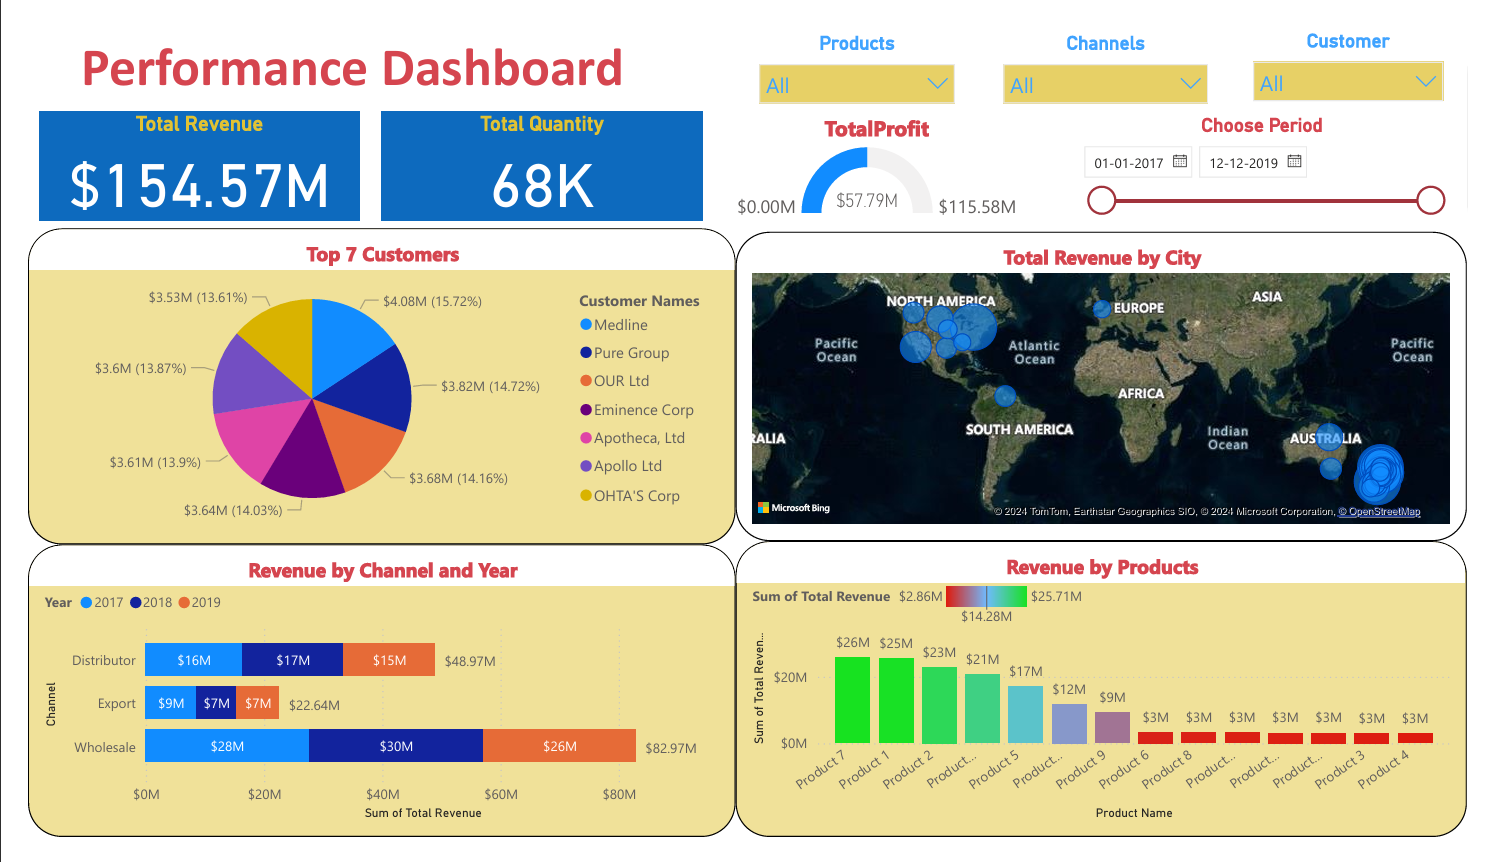 Performance Dashboard
Products
Channels
Customer
All
All
All
Total Revenue
$154.57M
Total Quantity
68K
TotalProfit
$57.79M
$0.00M
$115.58M
Choose Period
01-01-2017
12-12-2019
Top 7 Customers
$3.53M (13.61%)
$4.08M (15.72%)
$3.6M (13.87%)
$3.82M (14.72%)
$3.61M (13.9%)
$3.68M (14.16%)
$3.64M (14.03%)
Customer Names
Medline
Pure Group
OUR Ltd
Eminence Corp
Apotheca, Ltd
Apollo Ltd
OHTA'S Corp
Total Revenue by City
NORTH AMERICA
EUROPE
ASIA
Pacific
Ocean
Atlantic
Ocean
Pacific
Ocean
AFRICA
SOUTH AMERICA
Indian
Ocean
RALIA
AUSTRALIA
Microsoft Bing
© 2024 TomTom, Earthstar Geographics SIO, © 2024 Microsoft Corporation, © OpenStreetMap
Revenue by Channel and Year
Year 2017 2018 2019
Channel
Distributor $16M $17M $15M $48.97M
Export $9M $7M $7M $22.64M
Wholesale $28M $30M $26M $82.97M
$0M $20M $40M $60M $80M
Sum of Total Revenue
Revenue by Products
Sum of Total Revenue $2.86M $25.71M
$14.28M
Sum of Total Reven...
$20M
$0M
$26M $25M $23M $21M $17M $12M $9M $3M $3M $3M $3M $3M $3M $3M
Product 7 Product 1 Product 2 Product... Product 5 Product... Product 9 Product 6 Product 8 Product... Product... Product... Product 3 Product 4
Product Name